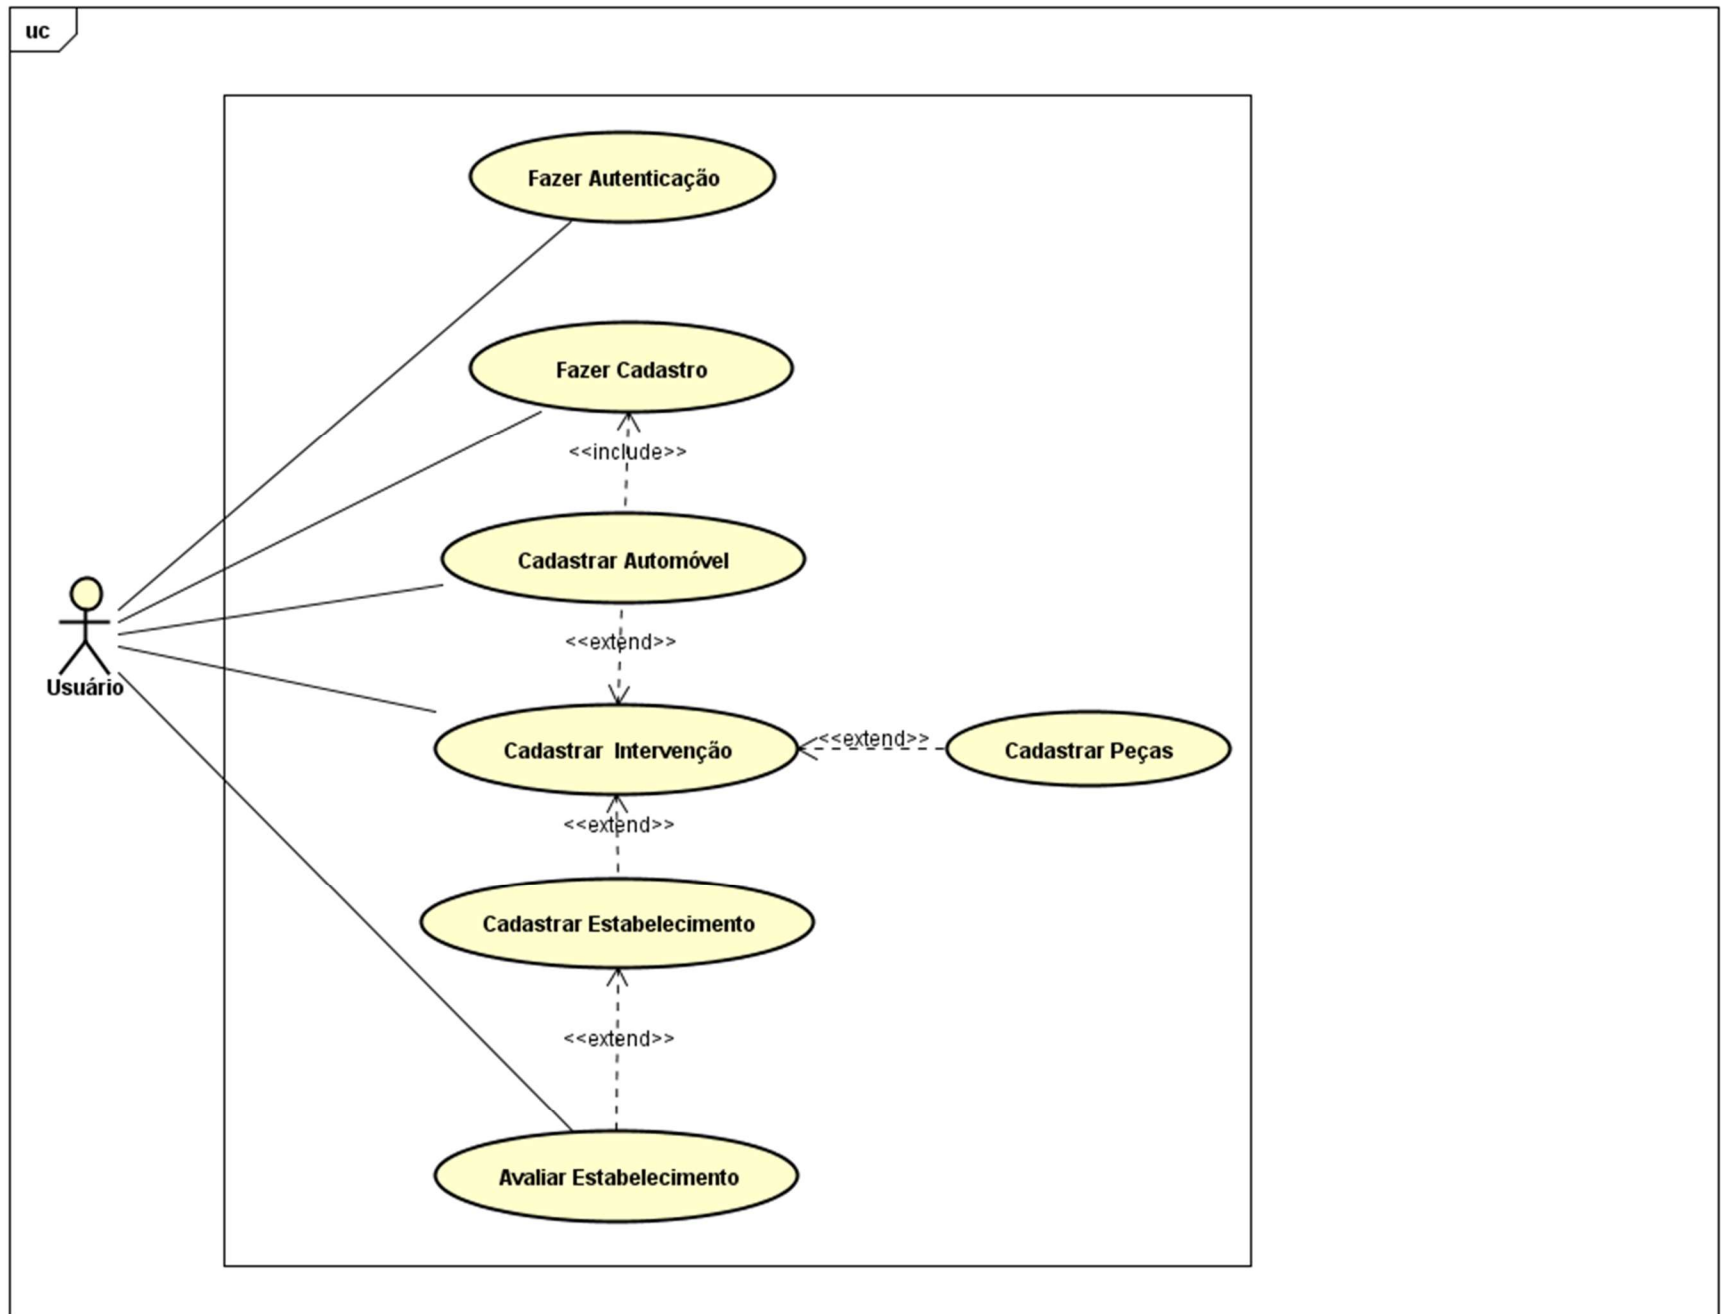 uc
Fazer Autenticação
Fazer Cadastro
<<include>>
Cadastrar Automóvel
<<extend>>
Usuário
Cadastrar  Intervenção
<<extend>>
Cadastrar Peças
<<extend>>
Cadastrar Estabelecimento
<<extend>>
Avaliar Estabelecimento